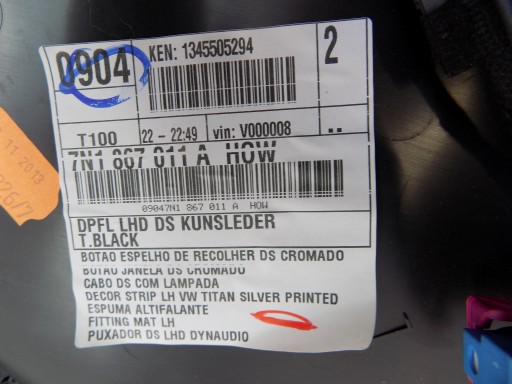 0904
KEN: 1345505294
2
T100
22 - 22:49
vin: V000008
..
7N1 867 011 A HOW
09047N1 867 011 A HOW
DPFL LHD DS KUNSLEDER
T.BLACK
BOTAO ESPELHO DE RECOLHER DS CROMADO
BOTAO JANELA DS CROMADO
CABO DS COM LAMPADA
DECOR STRIP LH VW TITAN SILVER PRINTED
ESPUMA ALTIFALANTE
FITTING MAT LH
PUXADOR DS LHD DYNAUDIO
11 2013